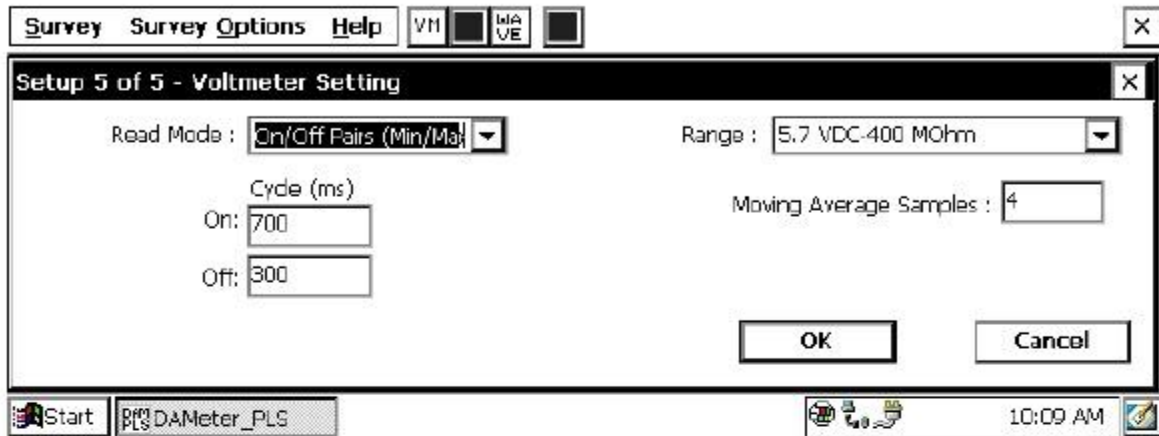 Survey Survey Options Help VM WAVE
Setup 5 of 5 - Voltmeter Setting
Read Mode : On/Off Pairs (Min/Max Range : 5.7 VDC-400 MOhm
Cycle (ms)
On: 700 Moving Average Samples : 4
Off: 300
OK Cancel
Start DAMeter_PLS 10:09 AM